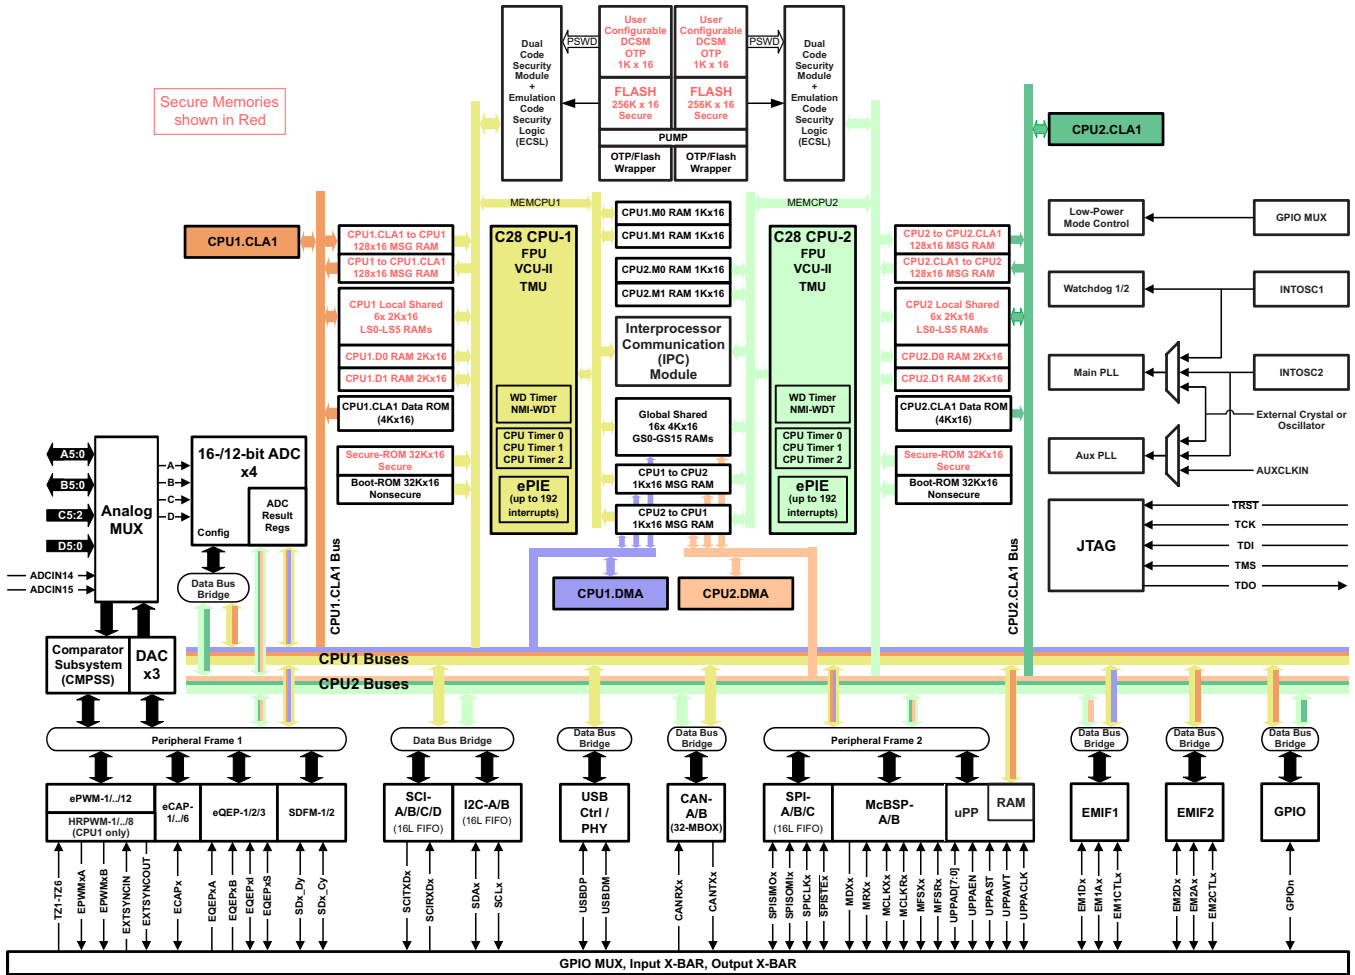 Secure Memories
shown in Red
Dual
Code
Security
Module
+
Emulation
Code
Security
Logic
(ECSL)
PSWD
User
Configurable
DCSM
OTP
1K x 16
User
Configurable
DCSM
OTP
1K x 16
PSWD
Dual
Code
Security
Module
+
Emulation
Code
Security
Logic
(ECSL)
FLASH
256K x 16
Secure
FLASH
256K x 16
Secure
PUMP
OTP/Flash
Wrapper
OTP/Flash
Wrapper
CPU2.CLA1
MEMCPU1
MEMCPU2
CPU1.CLA1
CPU1.CLA1 to CPU1
128x16 MSG RAM
CPU1 to CPU1.CLA1
128x16 MSG RAM
CPU1 Local Shared
6x 2Kx16
LS0-LS5 RAMs
CPU1.D0 RAM 2Kx16
CPU1.D1 RAM 2Kx16
CPU1.CLA1 Data ROM
(4Kx16)
Secure-ROM 32Kx16
Secure
Boot-ROM 32Kx16
Nonsecure
C28 CPU-1
FPU
VCU-II
TMU
WD Timer
NMI-WDT
CPU Timer 0
CPU Timer 1
CPU Timer 2
ePIE
(up to 192
interrupts)
CPU1.M0 RAM 1Kx16
CPU1.M1 RAM 1Kx16
CPU2.M0 RAM 1Kx16
CPU2.M1 RAM 1Kx16
Interprocessor
Communication
(IPC)
Module
Global Shared
16x 4Kx16
GS0-GS15 RAMs
CPU1 to CPU2
1Kx16 MSG RAM
CPU2 to CPU1
1Kx16 MSG RAM
C28 CPU-2
FPU
VCU-II
TMU
WD Timer
NMI-WDT
CPU Timer 0
CPU Timer 1
CPU Timer 2
ePIE
(up to 192
interrupts)
CPU2 to CPU2.CLA1
128x16 MSG RAM
CPU2.CLA1 to CPU2
128x16 MSG RAM
CPU2 Local Shared
6x 2Kx16
LS0-LS5 RAMs
CPU2.D0 RAM 2Kx16
CPU2.D1 RAM 2Kx16
CPU2.CLA1 Data ROM
(4Kx16)
Secure-ROM 32Kx16
Secure
Boot-ROM 32Kx16
Nonsecure
Low-Power
Mode Control
GPIO MUX
Watchdog 1/2
INTOSC1
Main PLL
INTOSC2
External Crystal or
Oscillator
Aux PLL
AUXCLKIN
JTAG
TRST
TCK
TDI
TMS
TDO
A5:0
B5:0
C5:2
D5:0
ADCIN14
ADCIN15
Analog
MUX
A
B
C
D
16-/12-bit ADC
x4
ADC
Result
Regs
Config
Data Bus
Bridge
CPU1.CLA1 Bus
CPU2.CLA1 Bus
CPU1.DMA
CPU2.DMA
Comparator
Subsystem
(CMPSS)
DAC
x3
CPU1 Buses
CPU2 Buses
Peripheral Frame 1
Data Bus Bridge
Data Bus
Bridge
Data Bus
Bridge
Peripheral Frame 2
Data Bus
Bridge
Data Bus
Bridge
Data Bus
Bridge
ePWM-1/../12
HRPWM-1/../8
(CPU1 only)
eCAP-
1/../6
eQEP-1/2/3
SDFM-1/2
SCI-
A/B/C/D
(16L FIFO)
I2C-A/B
(16L FIFO)
USB
Ctrl /
PHY
CAN-
A/B
(32-MBOX)
SPI-
A/B/C
(16L FIFO)
McBSP-
A/B
uPP
RAM
EMIF1
EMIF2
GPIO
TZ1-TZ6
EPWMxA
EPWMxB
EXTSYNCIN
EXTSYNCOUT
ECAPx
EQEPxA
EQEPxB
EQEPxI
EQEPxS
SDx_Dy
SDx_Cy
SCITXDx
SCIRXDx
SDAx
SCLx
USBDP
USBDM
CANRXx
CANTXx
SPISIMOx
SPISOMIx
SPICLKx
SPISTEx
MDXx
MRXx
MCLKXx
MCLKRx
MFSXx
MFSRx
UPPAD[7:0]
UPPAEN
UPPAST
UPPAWT
UPPACLK
EM1Dx
EM1Ax
EM1CTLx
EM2Dx
EM2Ax
EM2CTLx
GPIOn
GPIO MUX, Input X-BAR, Output X-BAR